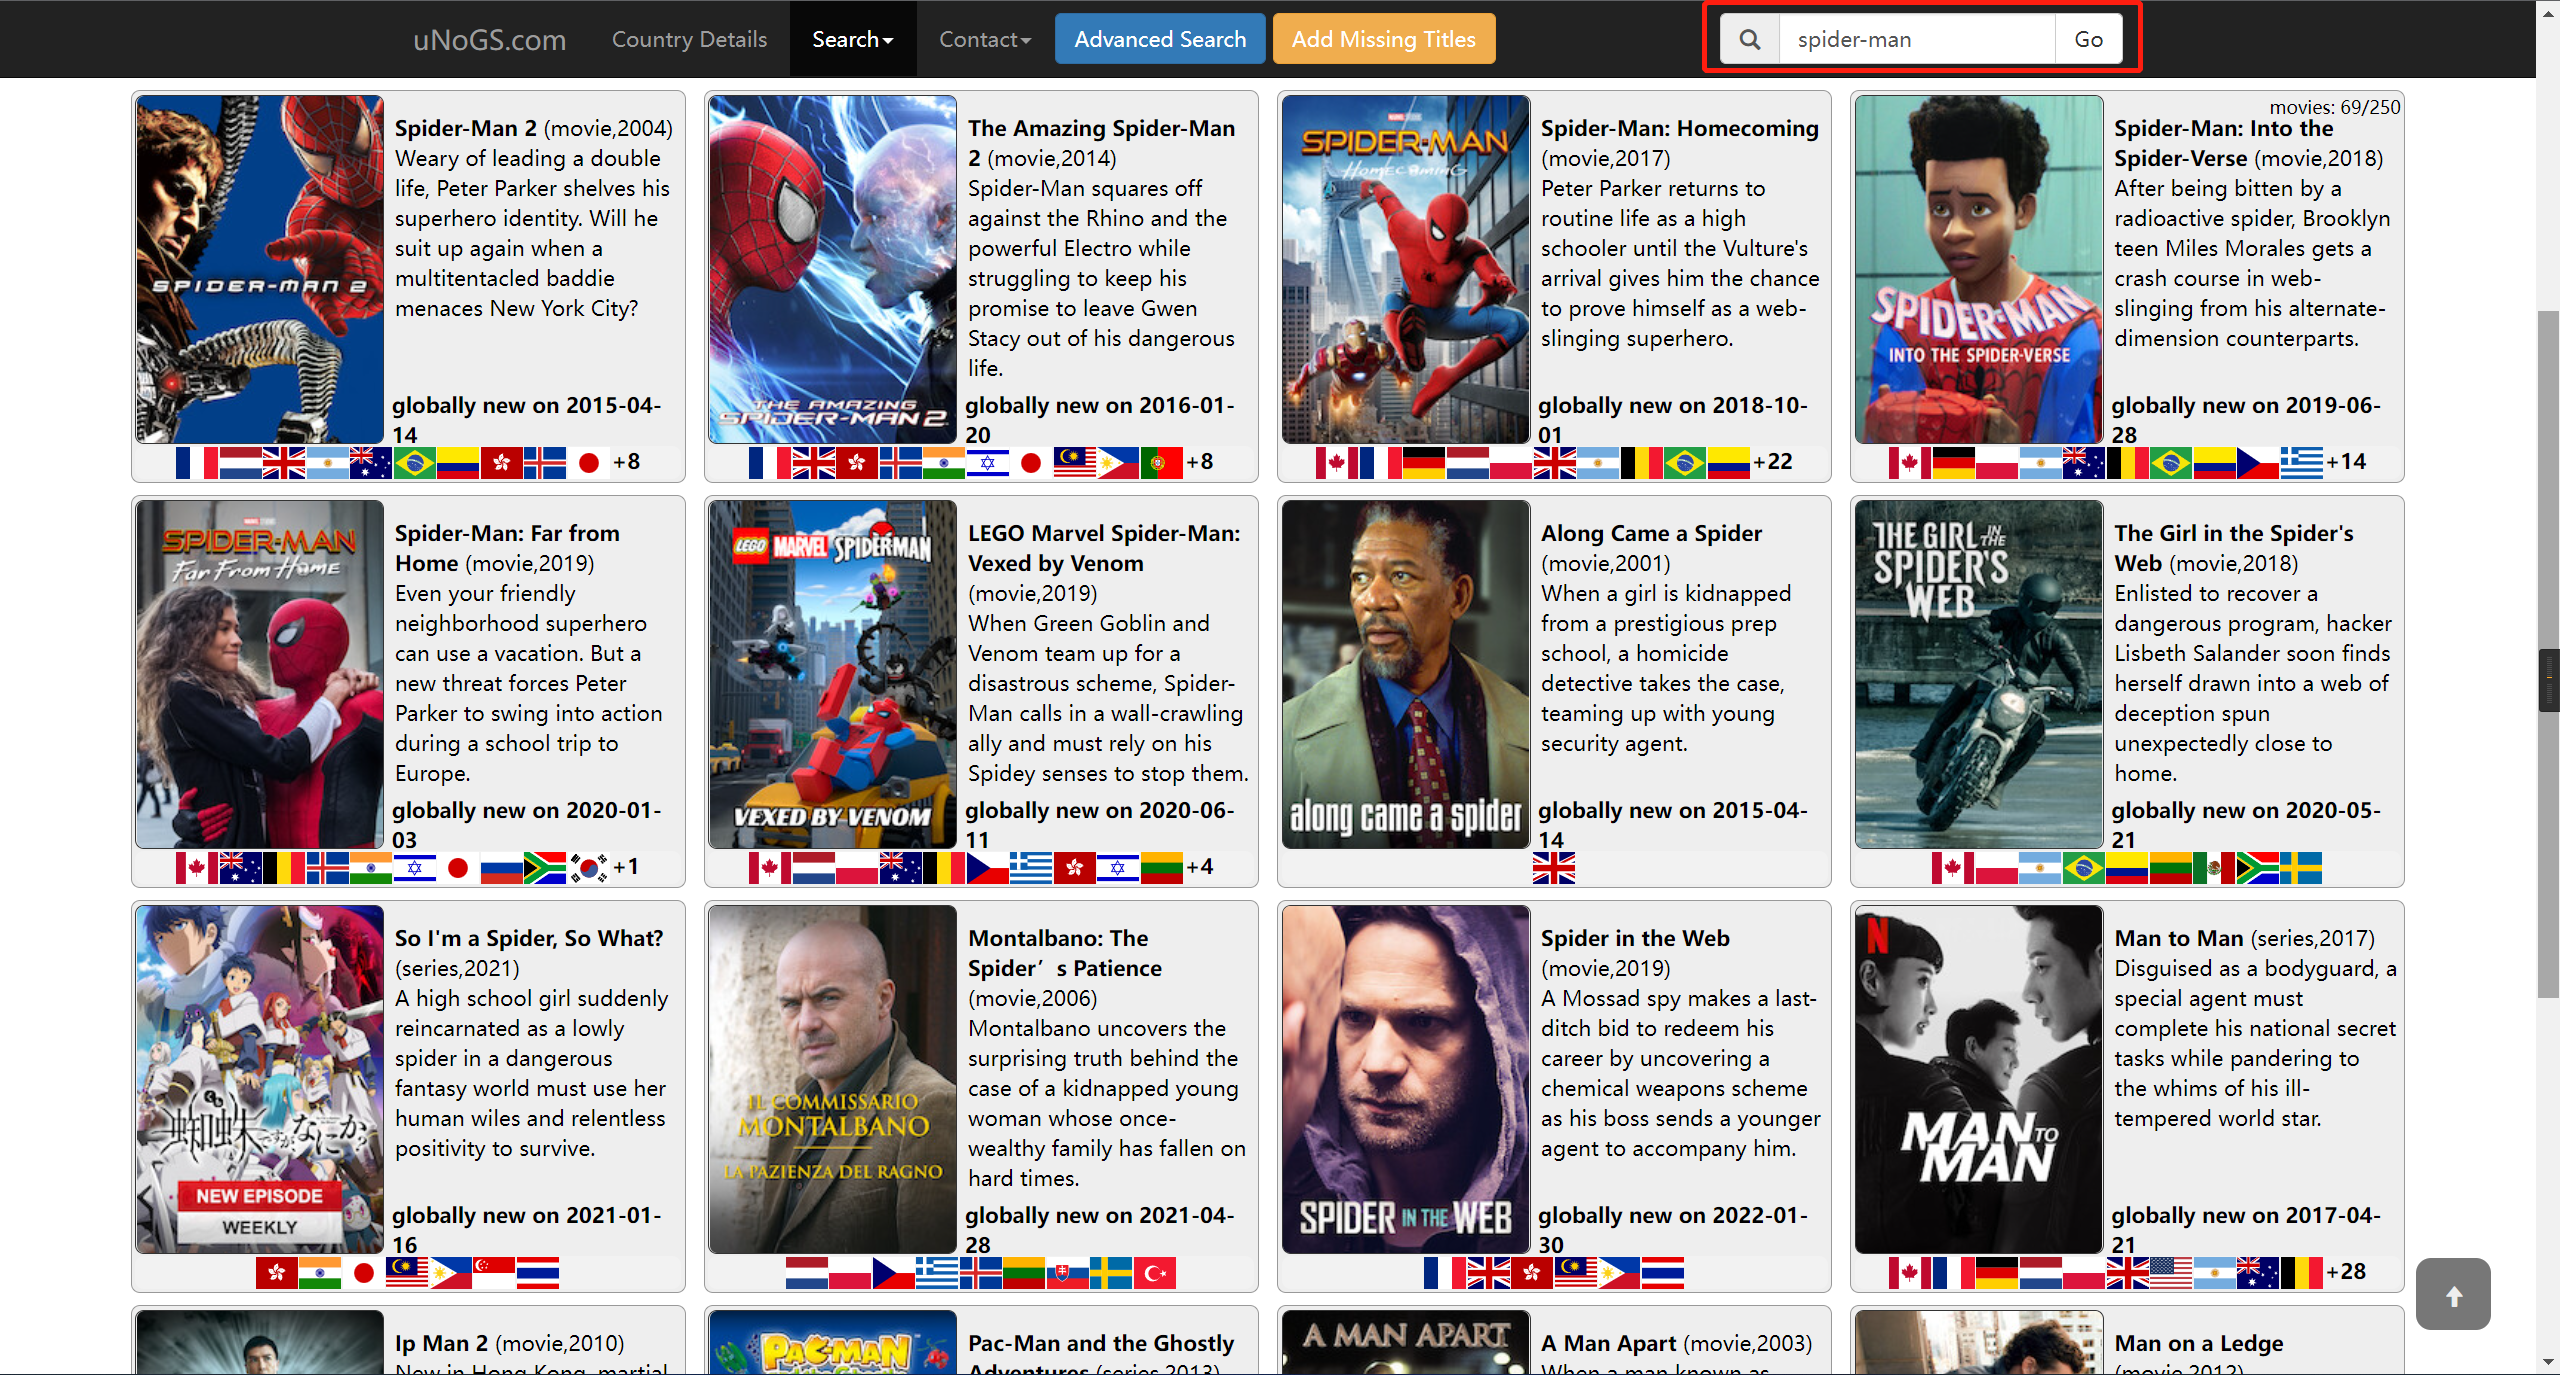 uNoGS.com Country Details Search Contact Advanced Search Add Missing Titles spider-man Go
movies: 69/250
SPIDER-MAN 2
Spider-Man 2 (movie,2004)
Weary of leading a double
life, Peter Parker shelves his
superhero identity. Will he
suit up again when a
multitentacled baddie
menaces New York City?
globally new on 2015-04-
14
+8
THE AMAZING
SPIDER-MAN 2
The Amazing Spider-Man
2 (movie,2014)
Spider-Man squares off
against the Rhino and the
powerful Electro while
struggling to keep his
promise to leave Gwen
Stacy out of his dangerous
life.
globally new on 2016-01-
20
+8
SPIDER-MAN
HOMECOMING
Spider-Man: Homecoming
(movie,2017)
Peter Parker returns to
routine life as a high
schooler until the Vulture's
arrival gives him the chance
to prove himself as a web-
slinging superhero.
globally new on 2018-10-
01
+22
SPIDER-MAN
INTO THE SPIDER-VERSE
Spider-Man: Into the
Spider-Verse (movie,2018)
After being bitten by a
radioactive spider, Brooklyn
teen Miles Morales gets a
crash course in web-
slinging from his alternate-
dimension counterparts.
globally new on 2019-06-
28
+14
SPIDER-MAN
Far From Home
Spider-Man: Far from
Home (movie,2019)
Even your friendly
neighborhood superhero
can use a vacation. But a
new threat forces Peter
Parker to swing into action
during a school trip to
Europe.
globally new on 2020-01-
03
+1
LEGO MARVEL SPIDER-MAN
VEXED BY VENOM
LEGO Marvel Spider-Man:
Vexed by Venom
(movie,2019)
When Green Goblin and
Venom team up for a
disastrous scheme, Spider-
Man calls in a wall-crawling
ally and must rely on his
Spidey senses to stop them.
globally new on 2020-06-
11
+4
along came a spider
Along Came a Spider
(movie,2001)
When a girl is kidnapped
from a prestigious prep
school, a homicide
detective takes the case,
teaming up with young
security agent.
globally new on 2015-04-
14
THE GIRL IN THE
SPIDER'S
WEB
The Girl in the Spider's
Web (movie,2018)
Enlisted to recover a
dangerous program, hacker
Lisbeth Salander soon finds
herself drawn into a web of
deception spun
unexpectedly close to
home.
globally new on 2020-05-
21
蜘蛛ですが、なにか?
NEW EPISODE
WEEKLY
So I'm a Spider, So What?
(series,2021)
A high school girl suddenly
reincarnated as a lowly
spider in a dangerous
fantasy world must use her
human wiles and relentless
positivity to survive.
globally new on 2021-01-
16
IL COMMISSARIO
MONTALBANO
LA PAZIENZA DEL RAGNO
Montalbano: The
Spider’s Patience
(movie,2006)
Montalbano uncovers the
surprising truth behind the
case of a kidnapped young
woman whose once-
wealthy family has fallen on
hard times.
globally new on 2021-04-
28
SPIDER IN THE WEB
Spider in the Web
(movie,2019)
A Mossad spy makes a last-
ditch bid to redeem his
career by uncovering a
chemical weapons scheme
as his boss sends a younger
agent to accompany him.
globally new on 2022-01-
30
N
MAN TO
MAN
Man to Man (series,2017)
Disguised as a bodyguard, a
special agent must
complete his national secret
tasks while pandering to
the whims of his ill-
tempered world star.
globally new on 2017-04-
21
+28
Ip Man 2 (movie,2010)
Now in Hong Kong, martial
PAC-MAN
Pac-Man and the Ghostly
Adventures (series,2013)
A MAN APART
A Man Apart (movie,2003)
When a man known as
Man on a Ledge
(movie,2012)